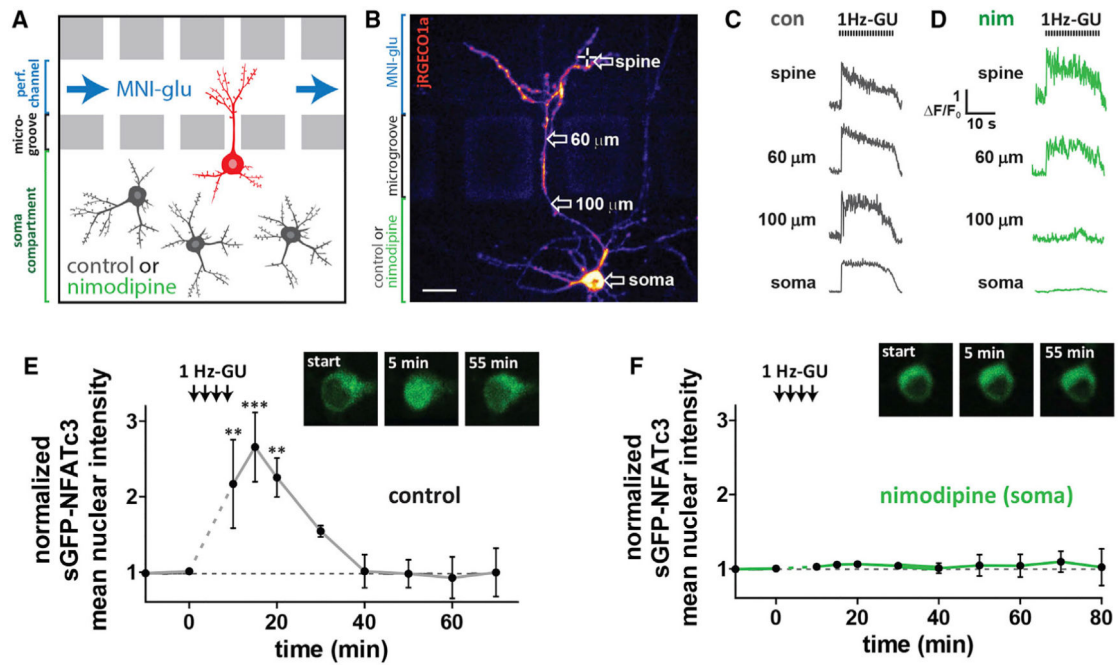 A
perf.
channel
MNI-glu
micro-
groove
soma
compartment
control or
nimodipine
B
MNI-glu
microgroove
control or
nimodipine
jRGECO1a
spine
60 μm
100 μm
soma
C
con
1Hz-GU
spine
60 μm
100 μm
soma
D
nim
1Hz-GU
spine
1
ΔF/F0
10 s
60 μm
100 μm
soma
E
1 Hz-GU
start
5 min
55 min
normalized
sGFP-NFATc3
mean nuclear intensity
3
2
1
**
***
**
control
0
20
40
60
time (min)
F
1 Hz-GU
start
5 min
55 min
normalized
sGFP-NFATc3
mean nuclear intensity
3
2
1
nimodipine (soma)
0
20
40
60
80
time (min)